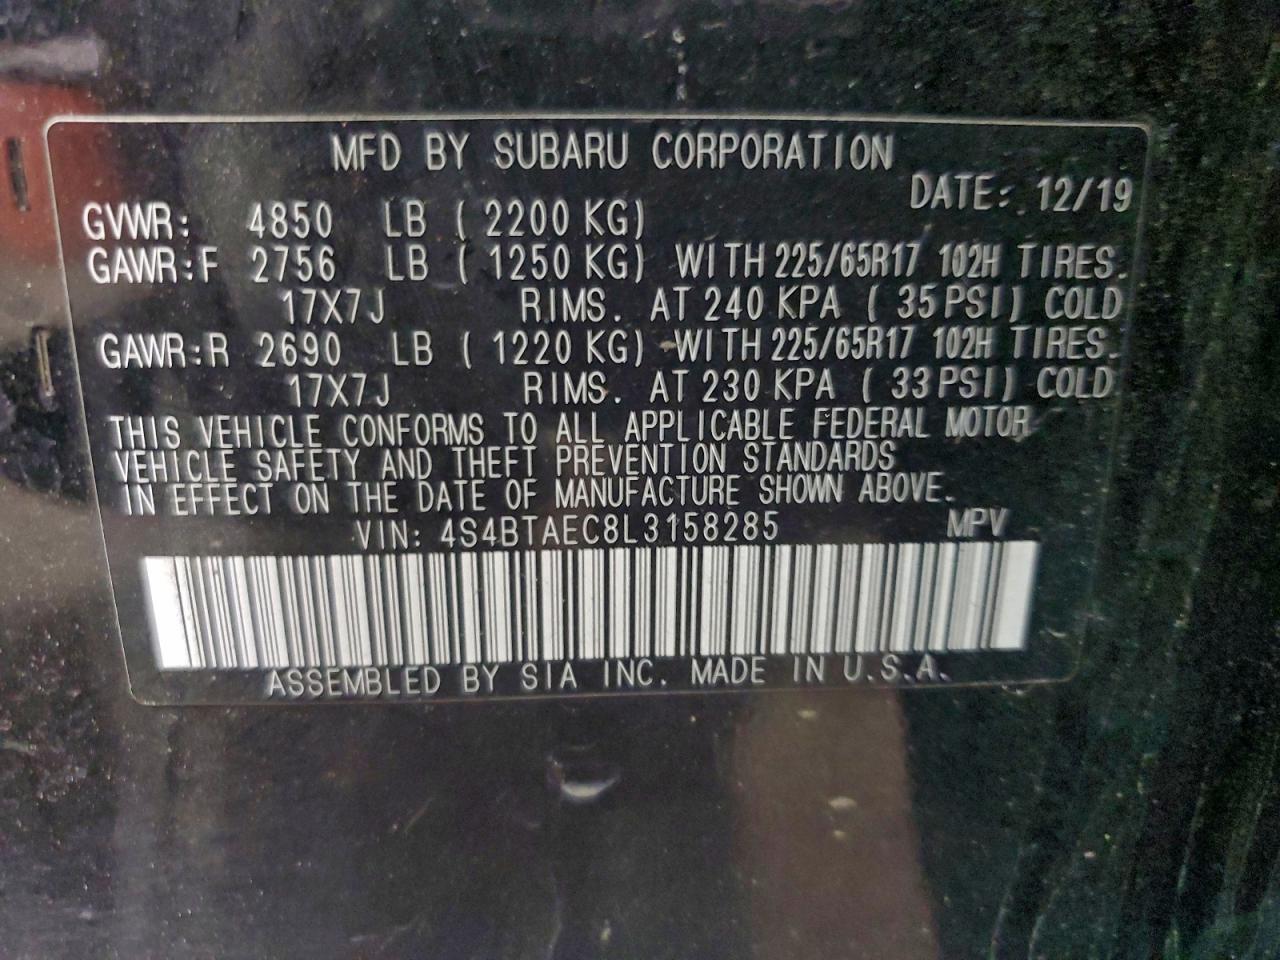 MFD BY SUBARU CORPORATION
DATE: 12/19
GVWR: 4850 LB ( 2200 KG)
GAWR:F 2756 LB ( 1250 KG) WITH 225/65R17 102H TIRES.
17X7J RIMS. AT 240 KPA ( 35 PSI) COLD
GAWR:R 2690 LB ( 1220 KG) WITH 225/65R17 102H TIRES.
17X7J RIMS. AT 230 KPA ( 33 PSI) COLD
THIS VEHICLE CONFORMS TO ALL APPLICABLE FEDERAL MOTOR
VEHICLE SAFETY AND THEFT PREVENTION STANDARDS
IN EFFECT ON THE DATE OF MANUFACTURE SHOWN ABOVE.
VIN: 4S4BTAEC8L3158285 MPV
ASSEMBLED BY SIA INC. MADE IN U.S.A.